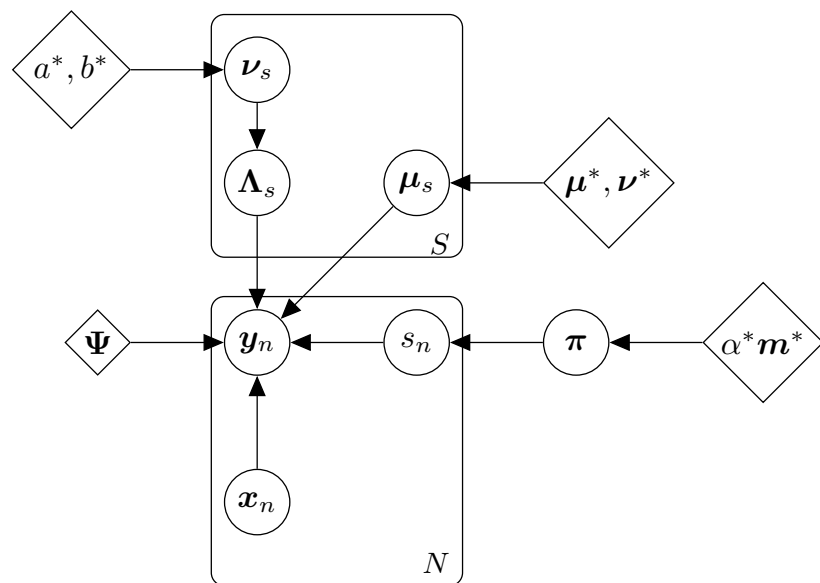 a*, b*
ν_s
Λ_s
μ_s
μ*, ν*
S
Ψ
y_n
s_n
π
α*m*
x_n
N